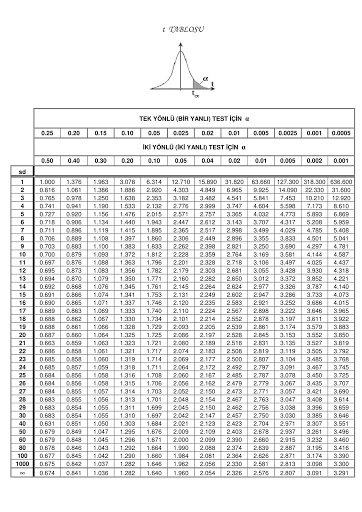 t TABLOSU
α
t
tα
TEK YÖNLÜ (BİR YANLI) TEST İÇİN α
0.25 0.20 0.15 0.10 0.05 0.025 0.02 0.01 0.005 0.0025 0.001 0.0005
İKİ YÖNLÜ (İKİ YANLI) TEST İÇİN α
0.50 0.40 0.30 0.20 0.10 0.05 0.04 0.02 0.01 0.005 0.002 0.001
sd
1 1.000 1.376 1.963 3.078 6.314 12.710 15.890 31.820 63.660 127.300 318.300 636.600
2 0.816 1.061 1.386 1.886 2.920 4.303 4.849 6.965 9.925 14.090 22.330 31.600
3 0.765 0.978 1.250 1.638 2.353 3.182 3.482 4.541 5.841 7.453 10.210 12.920
4 0.741 0.941 1.190 1.533 2.132 2.776 2.999 3.747 4.604 5.598 7.173 8.610
5 0.727 0.920 1.156 1.476 2.015 2.571 2.757 3.365 4.032 4.773 5.893 6.869
6 0.718 0.906 1.134 1.440 1.943 2.447 2.612 3.143 3.707 4.317 5.208 5.959
7 0.711 0.896 1.119 1.415 1.895 2.365 2.517 2.998 3.499 4.029 4.785 5.408
8 0.706 0.889 1.108 1.397 1.860 2.306 2.449 2.896 3.355 3.833 4.501 5.041
9 0.703 0.883 1.100 1.383 1.833 2.262 2.398 2.821 3.250 3.690 4.297 4.781
10 0.700 0.879 1.093 1.372 1.812 2.228 2.359 2.764 3.169 3.581 4.144 4.587
11 0.697 0.876 1.088 1.363 1.796 2.201 2.328 2.718 3.106 3.497 4.025 4.437
12 0.695 0.873 1.083 1.356 1.782 2.179 2.303 2.681 3.055 3.428 3.930 4.318
13 0.694 0.870 1.079 1.350 1.771 2.160 2.282 2.650 3.012 3.372 3.852 4.221
14 0.692 0.868 1.076 1.345 1.761 2.145 2.264 2.624 2.977 3.326 3.787 4.140
15 0.691 0.866 1.074 1.341 1.753 2.131 2.249 2.602 2.947 3.286 3.733 4.073
16 0.690 0.865 1.071 1.337 1.746 2.120 2.235 2.583 2.921 3.252 3.686 4.015
17 0.689 0.863 1.069 1.333 1.740 2.110 2.224 2.567 2.898 3.222 3.646 3.965
18 0.688 0.862 1.067 1.330 1.734 2.101 2.214 2.552 2.878 3.197 3.611 3.922
19 0.688 0.861 1.066 1.328 1.729 2.093 2.205 2.539 2.861 3.174 3.579 3.883
20 0.687 0.860 1.064 1.325 1.725 2.086 2.197 2.528 2.845 3.153 3.552 3.850
21 0.663 0.859 1.063 1.323 1.721 2.080 2.189 2.518 2.831 3.135 3.527 3.819
22 0.686 0.858 1.061 1.321 1.717 2.074 2.183 2.508 2.819 3.119 3.505 3.792
23 0.685 0.858 1.060 1.319 1.714 2.069 2.177 2.500 2.807 3.104 3.485 3.768
24 0.685 0.857 1.059 1.318 1.711 2.064 2.172 2.492 2.797 3.091 3.467 3.745
25 0.684 0.856 1.058 1.316 1.708 2.060 2.167 2.485 2.787 3.078 3.450 3.725
26 0.684 0.856 1.058 1.315 1.706 2.056 2.162 2.479 2.779 3.067 3.435 3.707
27 0.684 0.855 1.057 1.314 1.703 2.052 2.150 2.473 2.771 3.057 3.421 3.690
28 0.683 0.855 1.056 1.313 1.701 2.048 2.154 2.467 2.763 3.047 3.408 3.614
29 0.683 0.854 1.055 1.311 1.699 2.045 2.150 2.462 2.756 3.038 3.396 3.659
30 0.683 0.854 1.055 1.310 1.697 2.042 2.147 2.457 2.750 3.030 3.385 3.646
40 0.631 0.851 1.050 1.303 1.684 2.021 2.123 2.423 2.704 2.971 3.307 3.551
50 0.679 0.849 1.047 1.295 1.676 2.009 2.109 2.403 2.678 2.937 3.261 3.496
60 0.679 0.848 1.045 1.296 1.671 2.000 2.099 2.390 2.660 2.915 3.232 3.460
80 0.678 0.846 1.043 1.292 1.664 1.990 2.088 2.374 2.639 2.887 3.195 3.416
100 0.677 0.845 1.042 1.290 1.660 1.984 2.081 2.364 2.626 2.871 3.174 3.390
1000 0.675 0.842 1.037 1.282 1.646 1.962 2.056 2.330 2.581 2.813 3.098 3.300
∞ 0.674 0.841 1.036 1.282 1.640 1.960 2.054 2.326 2.576 2.807 3.091 3.291